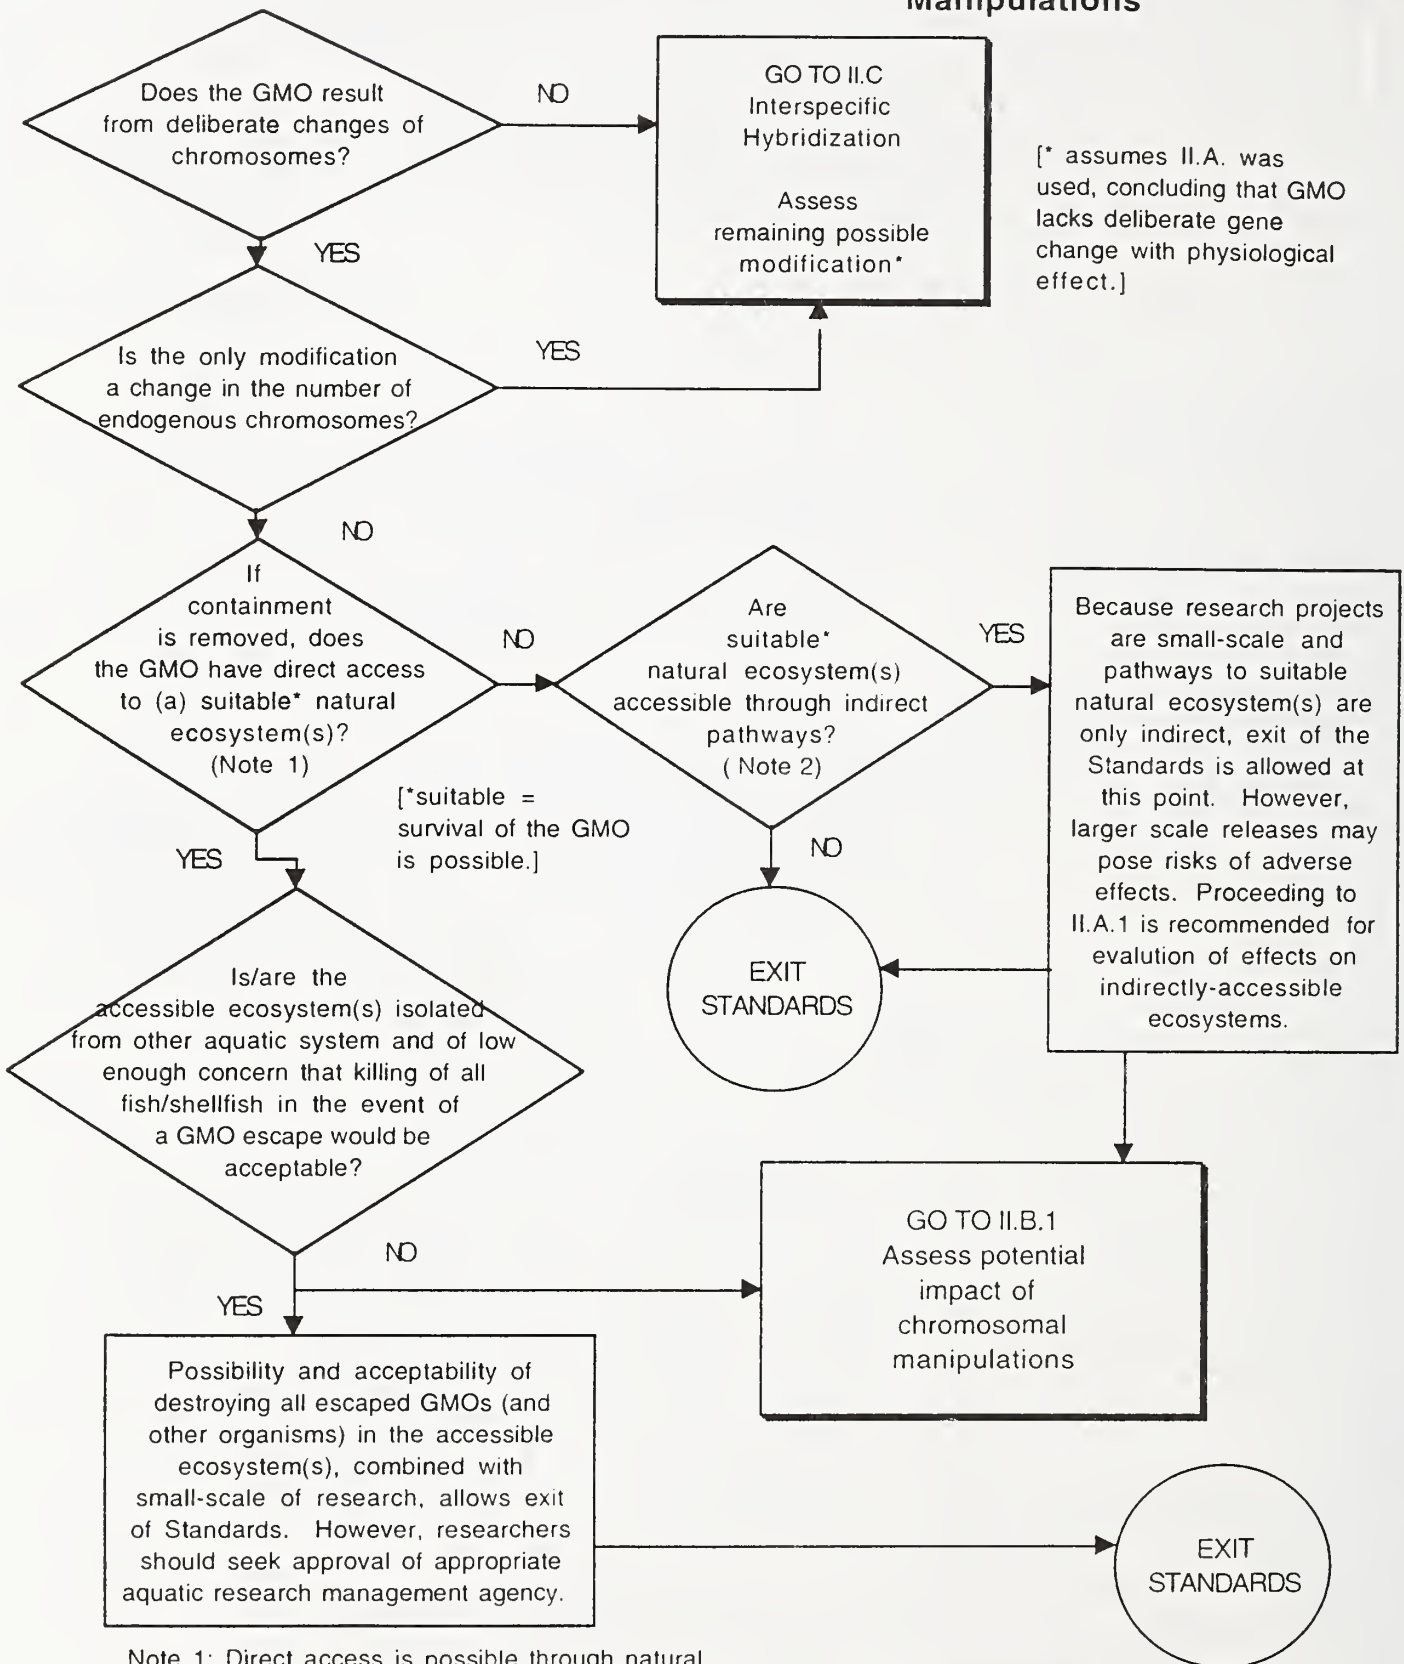 Manipulations
Does the GMO result
from deliberate changes of
chromosomes?
NO
GO TO II.C
Interspecific
Hybridization
Assess
remaining possible
modification*
[* assumes II.A. was
used, concluding that GMO
lacks deliberate gene
change with physiological
effect.]
YES
Is the only modification
a change in the number of
endogenous chromosomes?
YES
NO
If
containment
is removed, does
the GMO have direct access
to (a) suitable* natural
ecosystem(s)?
(Note 1)
NO
Are
suitable*
natural ecosystem(s)
accessible through indirect
pathways?
( Note 2)
YES
Because research projects
are small-scale and
pathways to suitable
natural ecosystem(s) are
only indirect, exit of the
Standards is allowed at
this point. However,
larger scale releases may
pose risks of adverse
effects. Proceeding to
II.A.1 is recommended for
evalution of effects on
indirectly-accessible
ecosystems.
[*suitable =
survival of the GMO
is possible.]
YES
NO
EXIT
STANDARDS
Is/are the
accessible ecosystem(s) isolated
from other aquatic system and of low
enough concern that killing of all
fish/shellfish in the event of
a GMO escape would be
acceptable?
NO
YES
GO TO II.B.1
Assess potential
impact of
chromosomal
manipulations
Possibility and acceptability of
destroying all escaped GMOs (and
other organisms) in the accessible
ecosystem(s), combined with
small-scale of research, allows exit
of Standards. However, researchers
should seek approval of appropriate
aquatic research management agency.
EXIT
STANDARDS
Note 1: Direct access is possible through natural